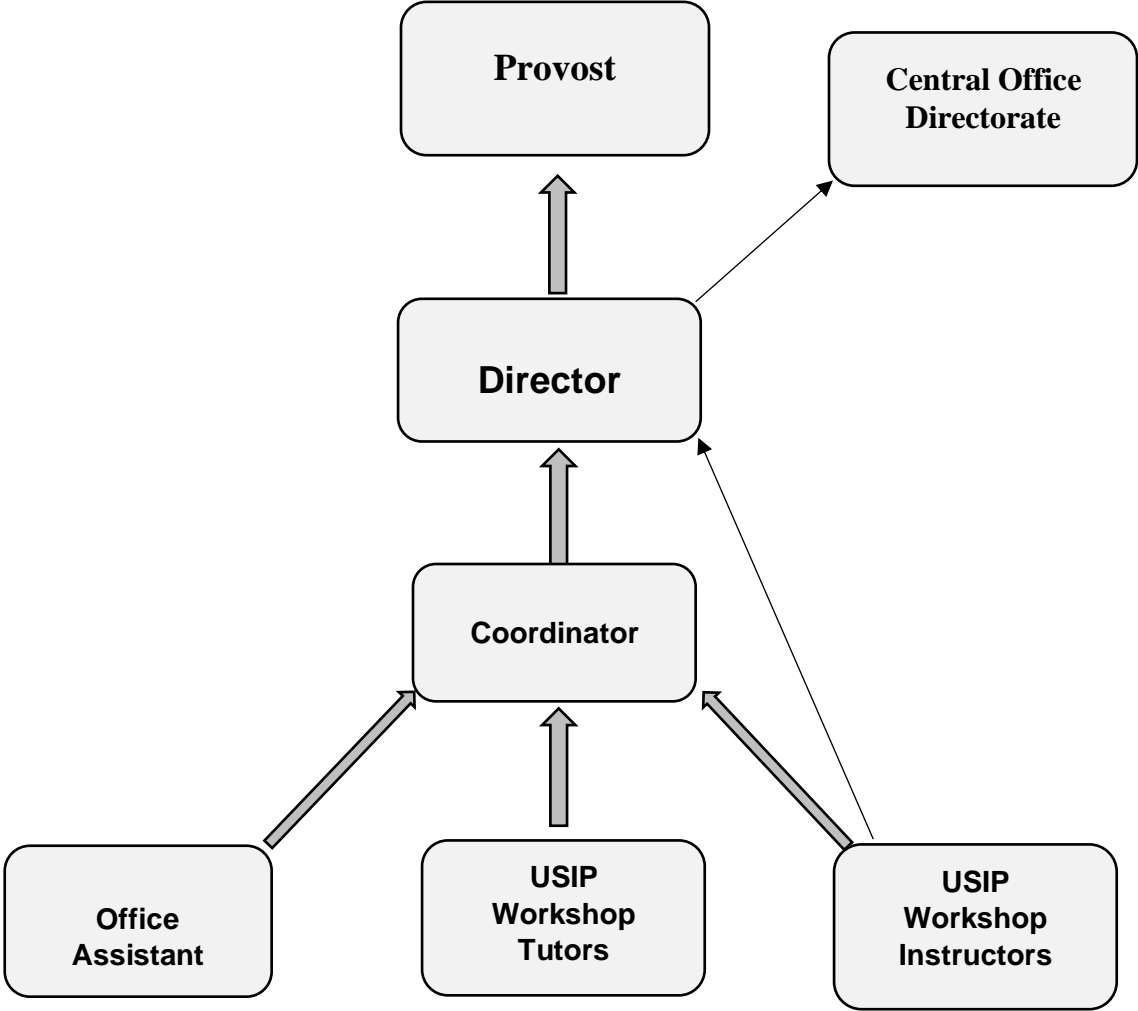 Provost
Central Office
Directorate
Director
Coordinator
Office
Assistant
USIP
Workshop
Tutors
USIP
Workshop
Instructors